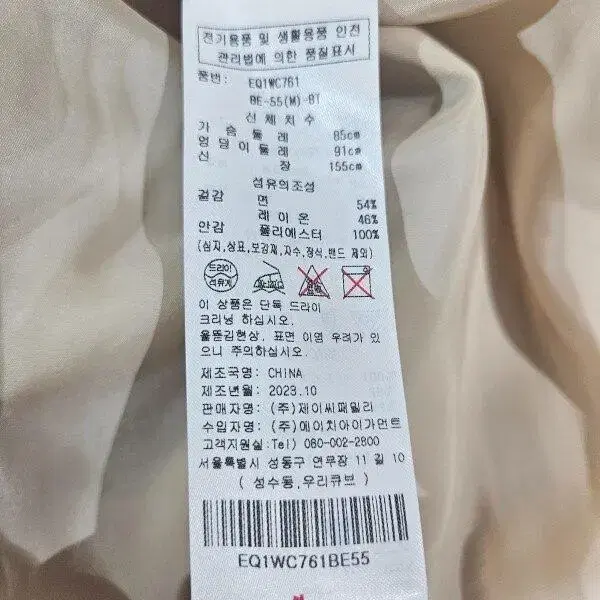 전기용품 및 생활용품 안전
관리법에 의한 품질표시
품번: EQ1WC761
BE-55(M)-BT
신체치수
가슴둘레 85cm
엉덩이둘레 91cm
신장 155cm
섬유의조성
겉감 면 54%
레이온 46%
안감 폴리에스터 100%
(심지,상표,보강제,자수,장식,밴드 제외)
드라이
석유계
이 상품은 단독 드라이
크리닝 하십시오.
올뜯김현상, 표면 이염 우려가 있
으니 주의하십시오.
제조국명: CHINA
제조년월: 2023.10
판매자명: (주)제이씨패밀리
수입자명: (주)에이치아이가먼트
고객지원실:Tel) 080-002-2800
서울특별시 성동구 연무장 11 길 10
( 성수동,우리큐브 )
EQ1WC761BE55